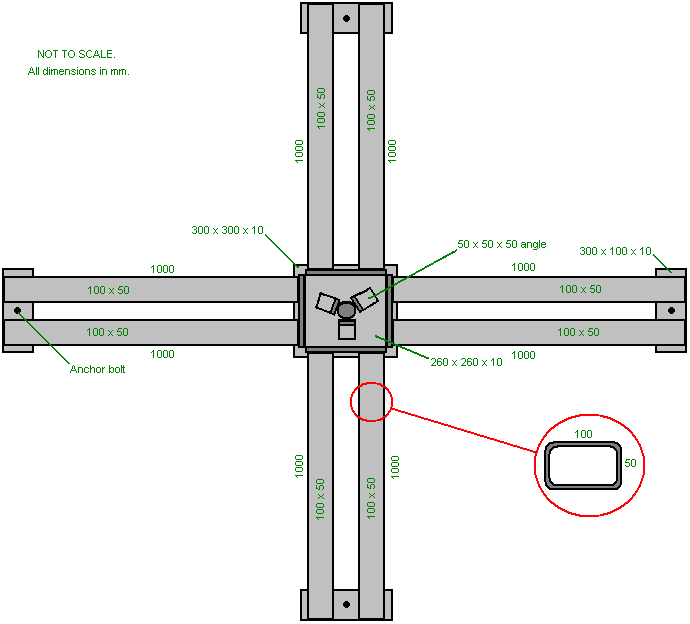 NOT TO SCALE.
All dimensions in mm.
100 x 50
100 x 50
1000
1000
300 x 300 x 10
50 x 50 x 50 angle
300 x 100 x 10
1000
1000
100 x 50
100 x 50
100 x 50
100 x 50
1000
1000
Anchor bolt
260 x 260 x 10
1000
1000
100 x 50
100 x 50
100
50